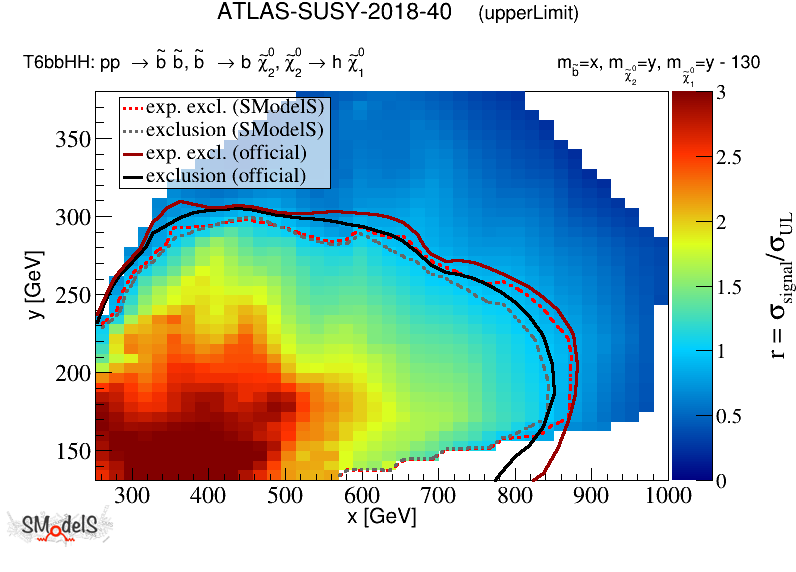 ATLAS-SUSY-2018-40 (upperLimit)
T6bbHH: pp → b̃ b̃, b̃ → b χ̃⁰₂, χ̃⁰₂ → h χ̃⁰₁
m_b̃=x, m_χ̃⁰₂=y, m_χ̃⁰₁=y - 130
exp. excl. (SModelS)
exclusion (SModelS)
exp. excl. (official)
exclusion (official)
350
300
250
200
150
y [GeV]
300 400 500 600 700 800 900 1000
x [GeV]
3
2.5
2
1.5
1
0.5
0
r = σ_signal/σ_UL
SModelS